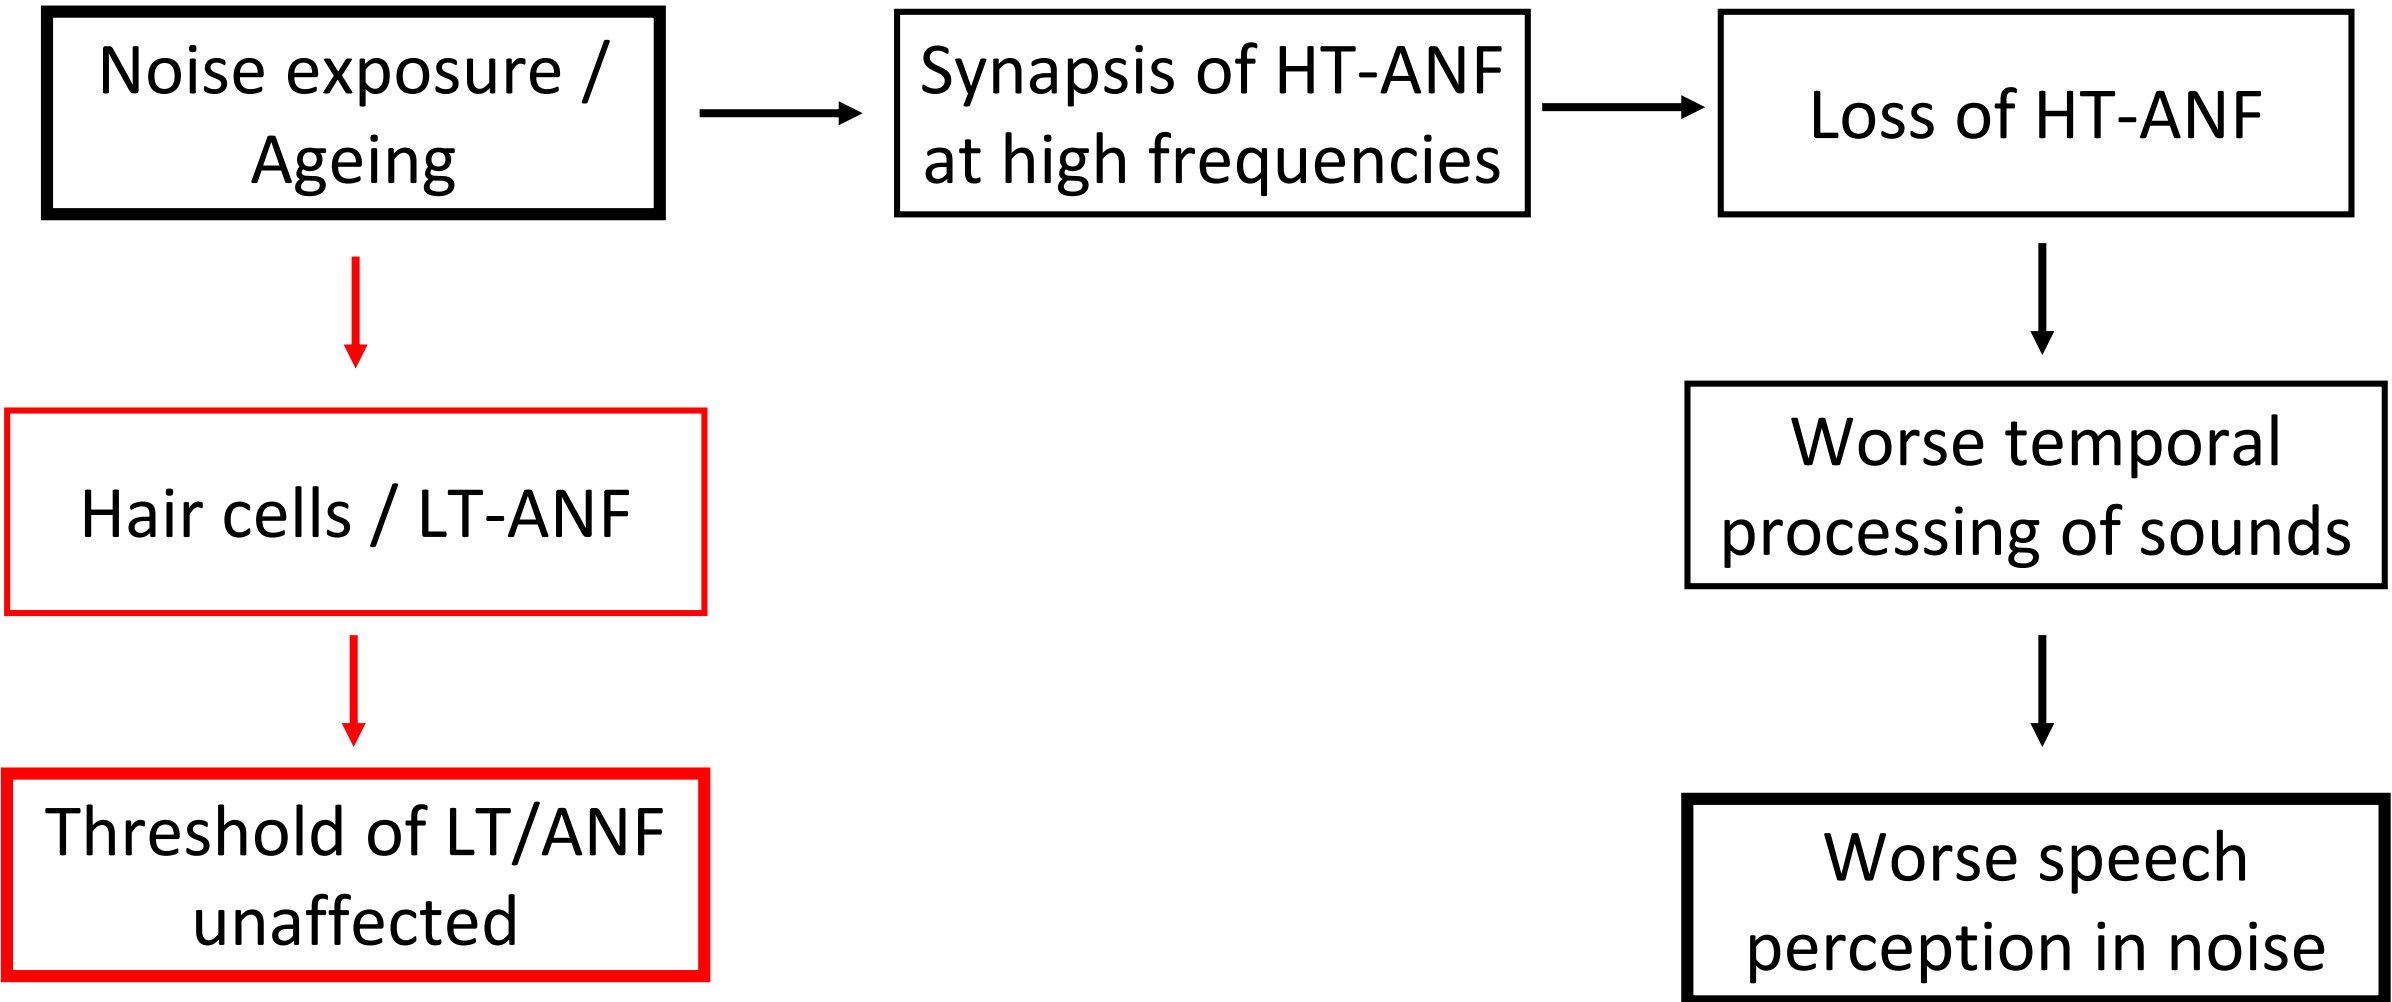 Noise exposure /
Ageing
Synapsis of HT-ANF
at high frequencies
Loss of HT-ANF
Hair cells / LT-ANF
Worse temporal
processing of sounds
Threshold of LT/ANF
unaffected
Worse speech
perception in noise